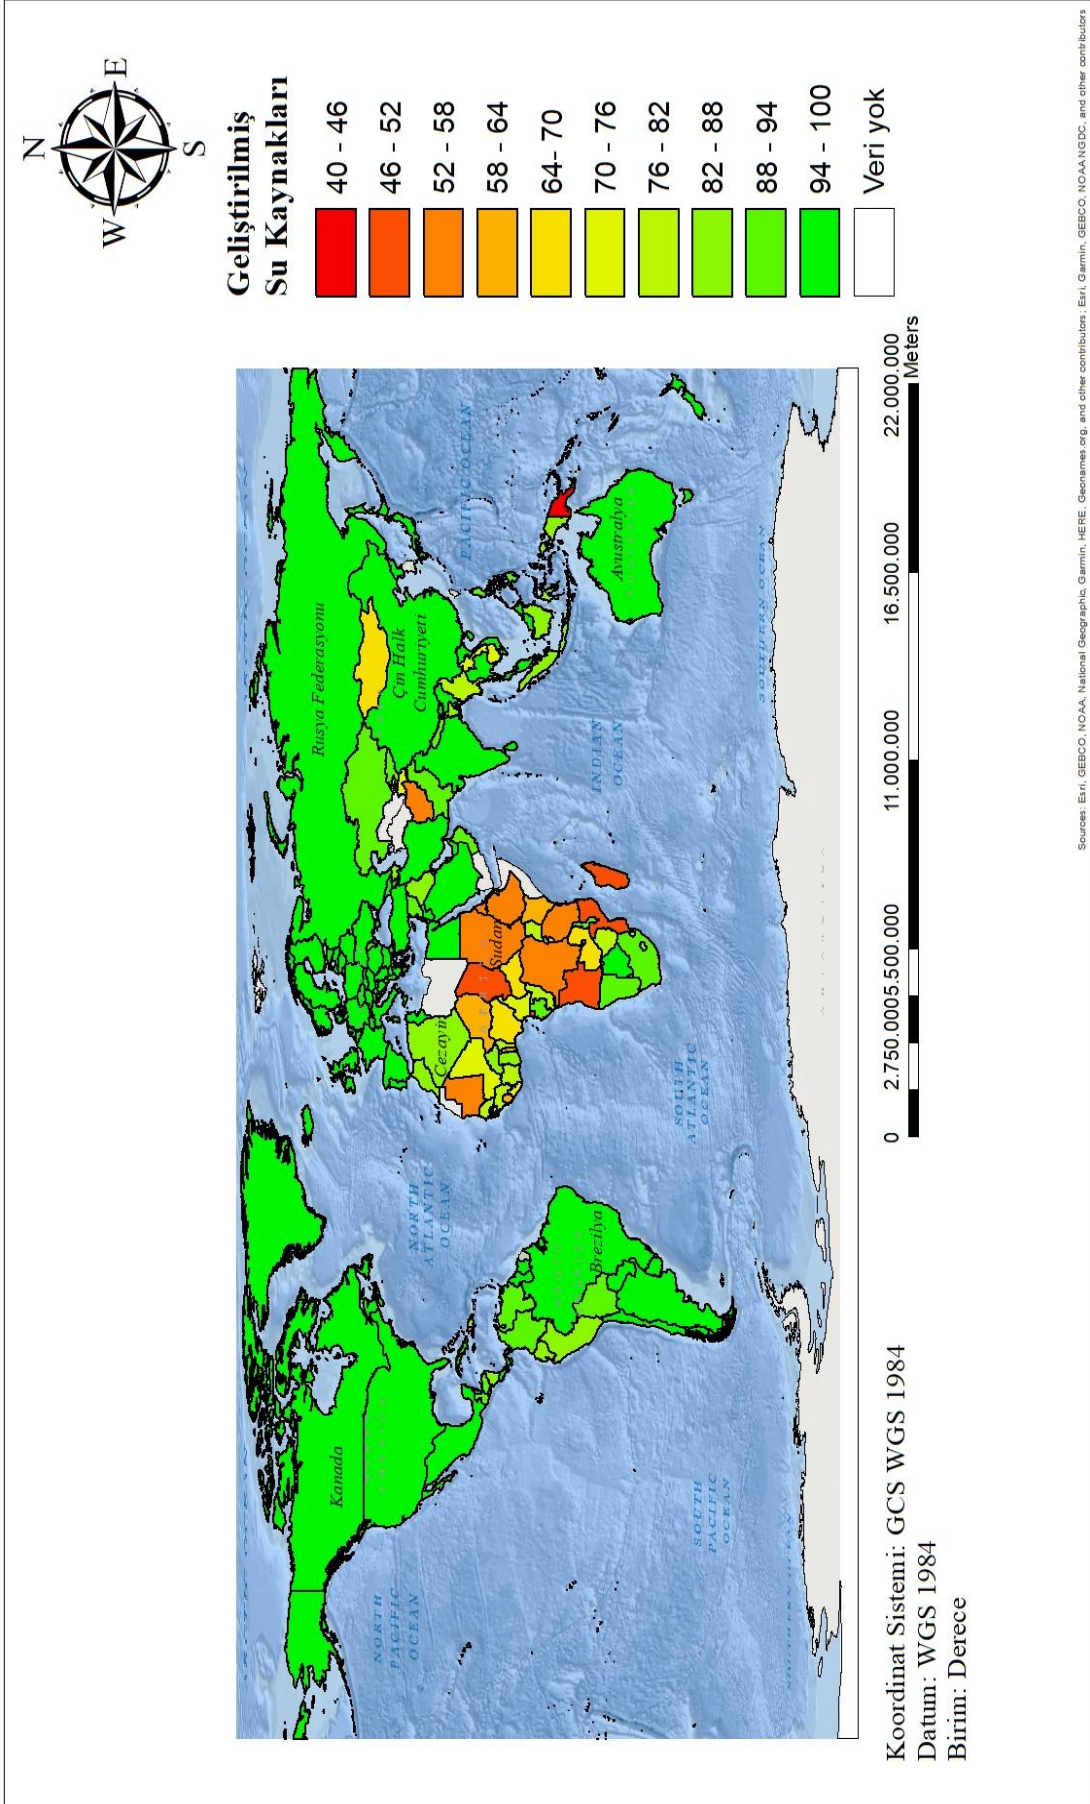 N
W
E
S
Geliştirilmiş
Su Kaynakları
40 - 46
46 - 52
52 - 58
58 - 64
64- 70
70 - 76
76 - 82
82 - 88
88 - 94
94 - 100
Veri yok
Kanada
Rusya Federasyonu
Çin Halk
Cumhuriyeti
Cezayir
Sudan
Brezilya
Avustralya
NORTH
PACIFIC
OCEAN
NORTH
ATLANTIC
OCEAN
PACIFIC OCEAN
INDIAN
OCEAN
SOUTH
PACIFIC
OCEAN
SOUTH
ATLANTIC
OCEAN
SOUTHERN OCEAN
0 2.750.0005.500.000 11.000.000 16.500.000 22.000.000
Meters
Koordinat Sistemi: GCS WGS 1984
Datum: WGS 1984
Birim: Derece
Sources: Esri, GEBCO, NOAA, National Geographic, Garmin, HERE, Geonames.org, and other contributors; Esri, Garmin, GEBCO, NOAA NGDC, and other contributors